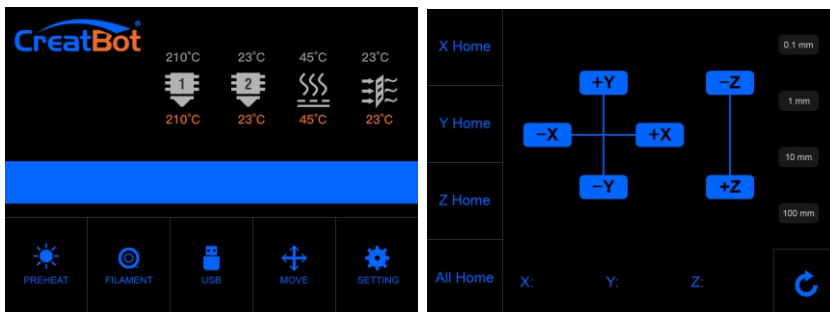 CreatBot
210°C 23°C 45°C 23°C
1 2
210°C 23°C 45°C 23°C
PREHEAT FILAMENT USB MOVE SETTING
X Home
Y Home
Z Home
All Home
+Y
−X
+X
−Y
−Z
+Z
0.1 mm
1 mm
10 mm
100 mm
X: Y: Z: